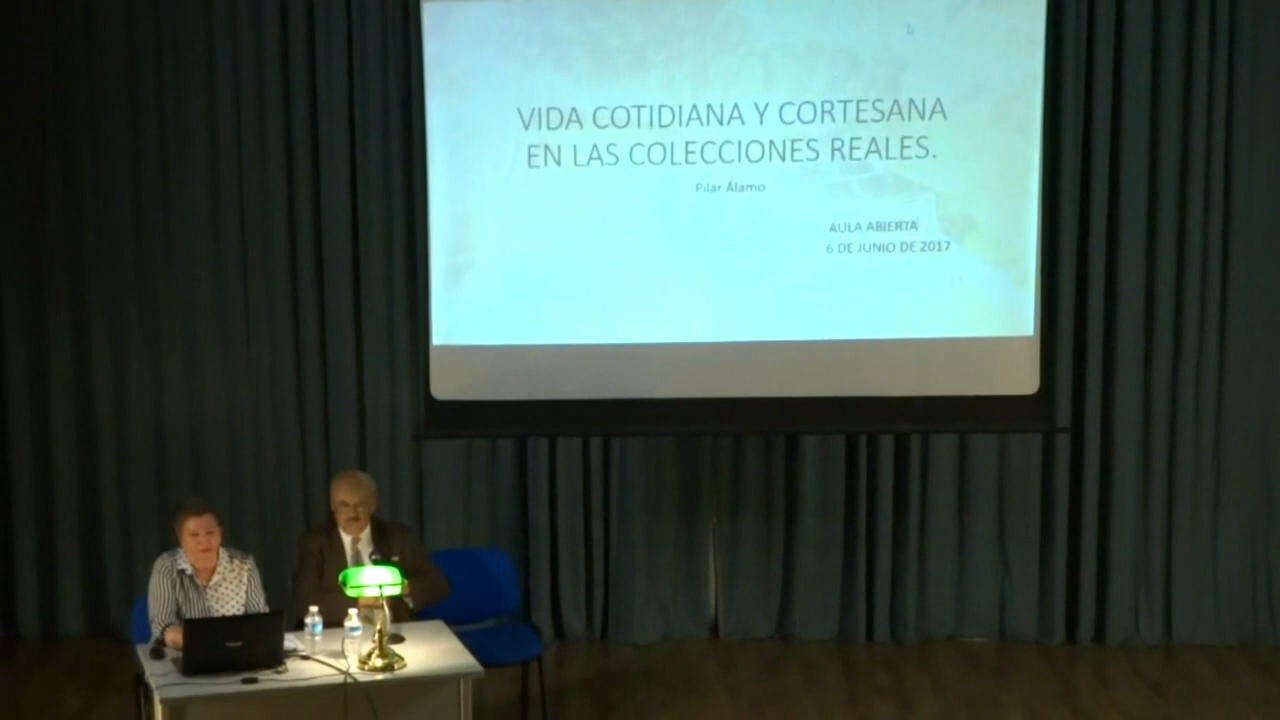 VIDA COTIDIANA Y CORTESANA
EN LAS COLECCIONES REALES.
Pilar Álamo
AULA ABIERTA
6 DE JUNIO DE 2017